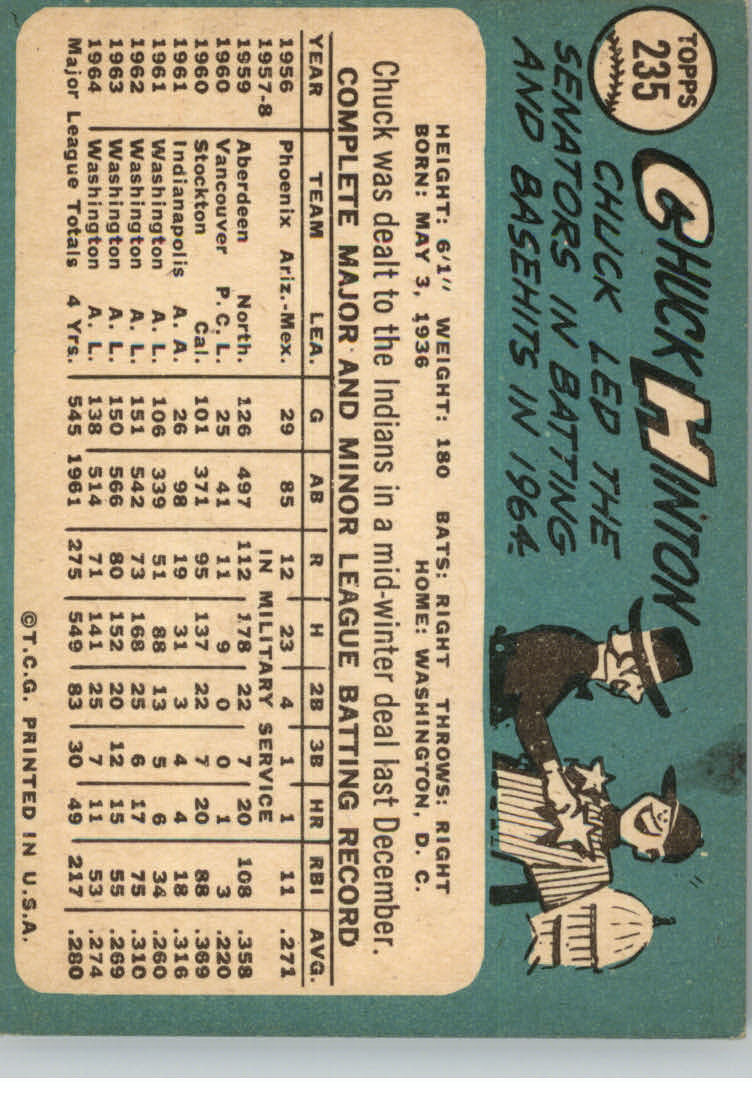 TOPPS
235
CHUCK HINTON
CHUCK LED THE
SENATORS IN BATTING
AND BASEHITS IN 1964.
HEIGHT: 6'1" WEIGHT: 180 BATS: RIGHT THROWS: RIGHT
BORN: MAY 3, 1936 HOME: WASHINGTON, D. C.
Chuck was dealt to the Indians in a mid-winter deal last December.
COMPLETE MAJOR AND MINOR LEAGUE BATTING RECORD
YEAR TEAM LEA. G AB R H 2B 3B HR RBI AVG.
1956 Phoenix Ariz.-Mex. 29 85 12 23 4 1 1 11 .271
1957-8 IN MILITARY SERVICE
1959 Aberdeen North. 126 497 112 178 22 7 20 108 .358
1960 Vancouver P.C.L. 25 41 11 9 0 0 1 3 .220
1960 Stockton Cal. 101 371 95 137 22 7 20 88 .369
1961 Indianapolis A. A. 26 98 19 31 3 4 4 18 .316
1961 Washington A. L. 106 339 51 88 13 5 6 34 .260
1962 Washington A. L. 151 542 73 168 25 6 17 75 .310
1963 Washington A. L. 150 566 80 152 20 12 15 55 .269
1964 Washington A. L. 138 514 71 141 25 7 11 53 .274
Major League Totals 4 Yrs. 545 1961 275 549 83 30 49 217 .280
©T.C.G. PRINTED IN U.S.A.